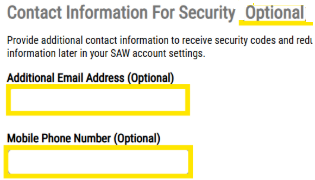 Contact Information For Security Optional
Provide additional contact information to receive security codes and
information later in your SAW account settings.
Additional Email Address (Optional)
Mobile Phone Number (Optional)